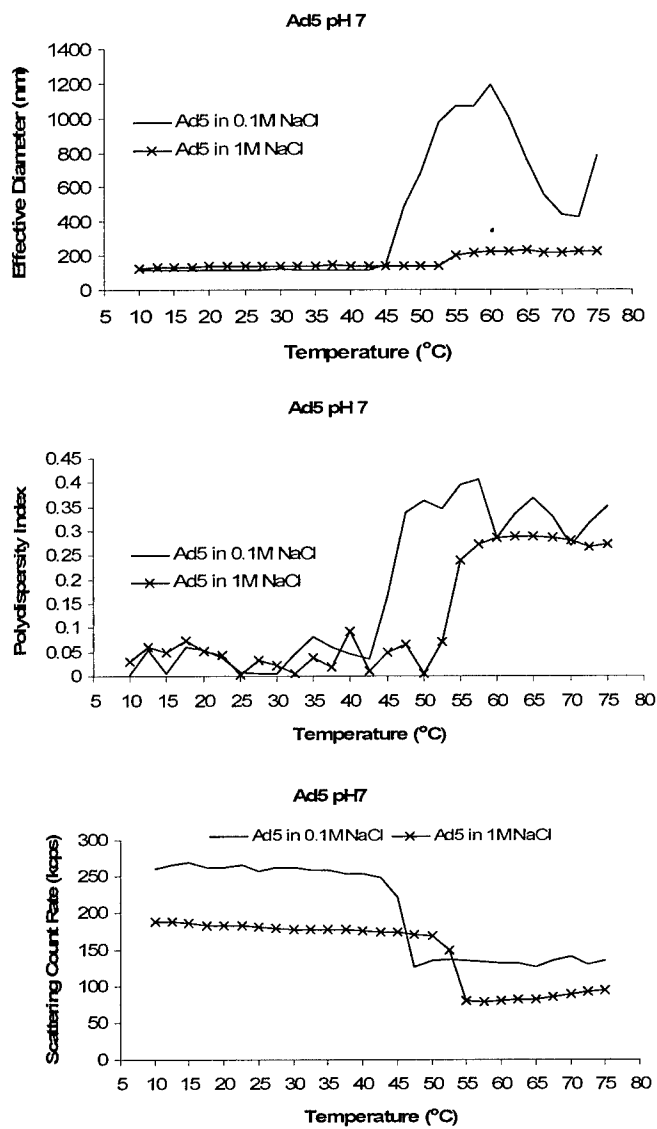 Ad5 pH 7
1400
1200
1000
800
600
400
200
0
Effective Diameter (nm)
Ad5 in 0.1M NaCl
Ad5 in 1M NaCl
5 10 15 20 25 30 35 40 45 50 55 60 65 70 75 80
Temperature (°C)
Ad5 pH 7
0.45
0.4
0.35
0.3
0.25
0.2
0.15
0.1
0.05
0
Polydispersity Index
Ad5 in 0.1M NaCl
Ad5 in 1M NaCl
5 10 15 20 25 30 35 40 45 50 55 60 65 70 75 80
Temperature (°C)
Ad5 pH7
300
250
200
150
100
50
0
Scattering Count Rate (kcps)
Ad5 in 0.1M NaCl Ad5 in 1M NaCl
5 10 15 20 25 30 35 40 45 50 55 60 65 70 75 80
Temperature (°C)